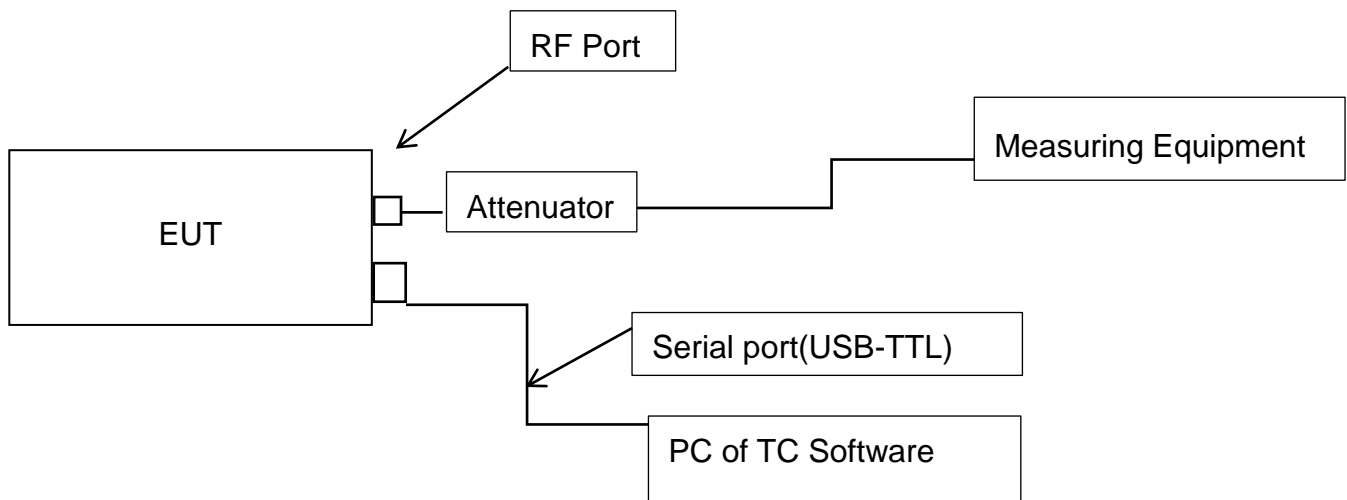 RF Port
Measuring Equipment
Attenuator
EUT
Serial port(USB-TTL)
PC of TC Software